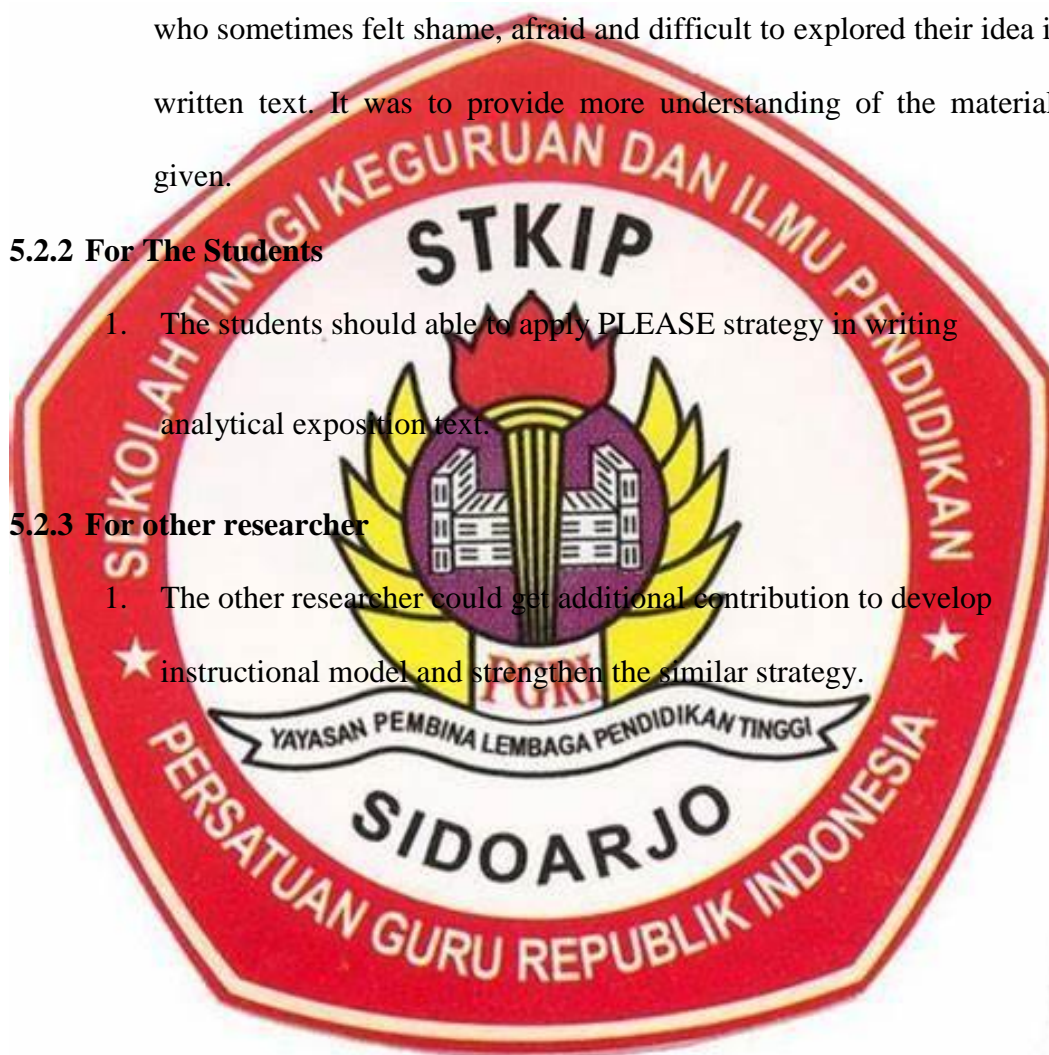 who sometimes felt shame, afraid and difficult to explored their idea i
written text. It was to provide more understanding of the material
given.
5.2.2 For The Students
1. The students should able to apply PLEASE strategy in writing
analytical exposition text.
5.2.3 For other researcher
1. The other researcher could get additional contribution to develop
instructional model and strengthen the similar strategy.
SEKOLAH TINGGI KEGURUAN DAN ILMU PENDIDIKAN
STKIP
PGRI
YAYASAN PEMBINA LEMBAGA PENDIDIKAN TINGGI
SIDOARJO
PERSATUAN GURU REPUBLIK INDONESIA